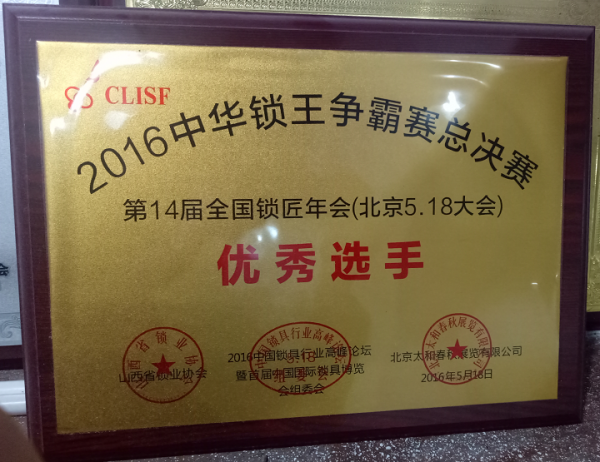 CLISF
2016中华锁王争霸赛总决赛
第14届全国锁匠年会(北京5.18大会)
优秀选手
山西省锁业协会
2016中国锁具行业高峰论坛
暨首届中国国际锁具博览
会组委会
北京太和春秋展览有限公司
2016年5月18日